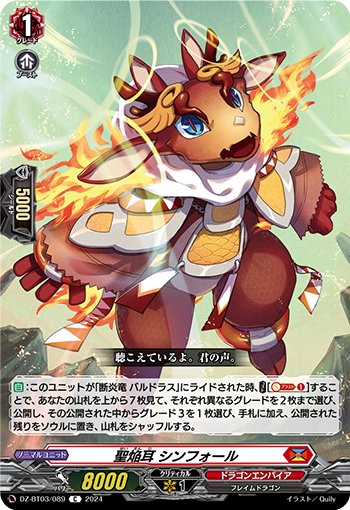 1
グレード
ブースト
5000
シールド
聴こえているよ。君の声。
自:このユニットが「断炎竜 バルドラス」にライドされた時、[ブラスト1]することで、あなたの山札を上から7枚見て、それぞれ異なるグレードを2枚まで選び、
公開し、その公開された中からグレード3を1枚選び、手札に加え、公開された
残りをソウルに置き、山札をシャッフルする。
ノーマルユニット
聖焔耳 シンフォール
パワー
8000
クリティカル
1
ドラゴンエンパイア
フレイムドラゴン
DZ-BT03/089 C 2024
イラスト/ Quily